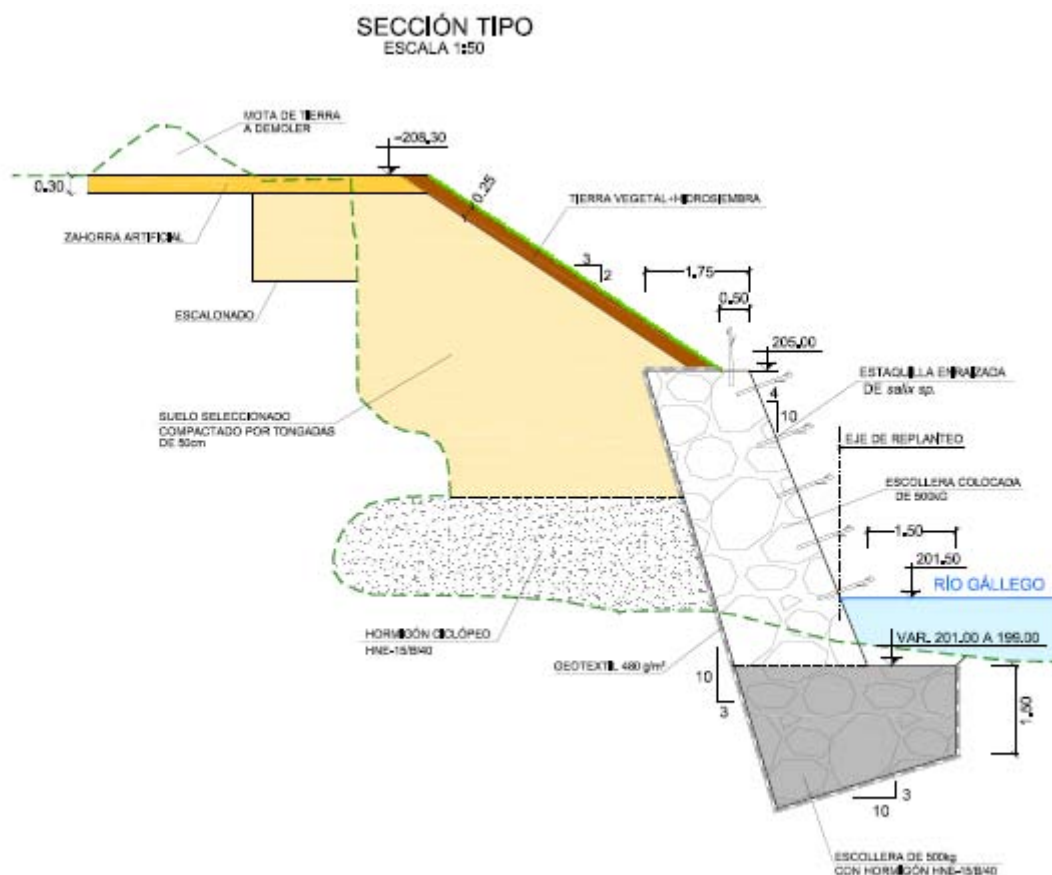 SECCIÓN TIPO
ESCALA 1:50
MOTA DE TIERRA
A DEMOLER
-208.30
0.30
0.25
TIERRA VEGETAL+HIDROSIEMBRA
ZAHORRA ARTIFICIAL
3
2
1.75
0.50
ESCALONADO
205.00
ESTAQUILLA ENRAIZADA
DE salix sp.
4
10
SUELO SELECCIONADO
COMPACTADO POR TONGADAS
DE 50cm
EJE DE REPLANTEO
ESCOLLERA COLOCADA
DE 500kG
1.50
201.50
RÍO GÁLLEGO
HORMIGÓN CICLÓPEO
HNE-15/B/40
VAR. 201.00 A 199.00
GEOTEXTIL 480 g/m²
10
3
1.50
3
10
ESCOLLERA DE 500kg
CON HORMIGÓN HNE-15/B/40